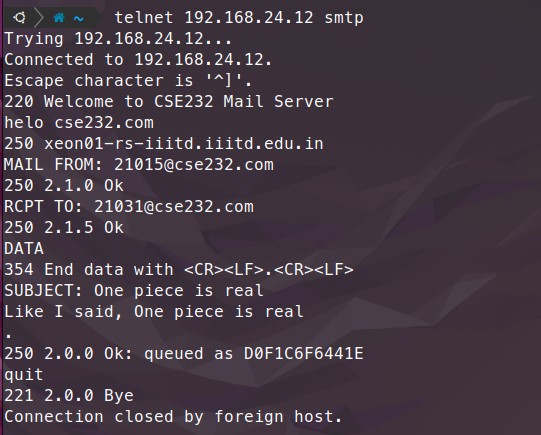 ~ telnet 192.168.24.12 smtp
Trying 192.168.24.12...
Connected to 192.168.24.12.
Escape character is '^]'.
220 Welcome to CSE232 Mail Server
helo cse232.com
250 xeon01-rs-iiitd.iiitd.edu.in
MAIL FROM: 21015@cse232.com
250 2.1.0 Ok
RCPT TO: 21031@cse232.com
250 2.1.5 Ok
DATA
354 End data with <CR><LF>.<CR><LF>
SUBJECT: One piece is real
Like I said, One piece is real
.
250 2.0.0 Ok: queued as D0F1C6F6441E
quit
221 2.0.0 Bye
Connection closed by foreign host.